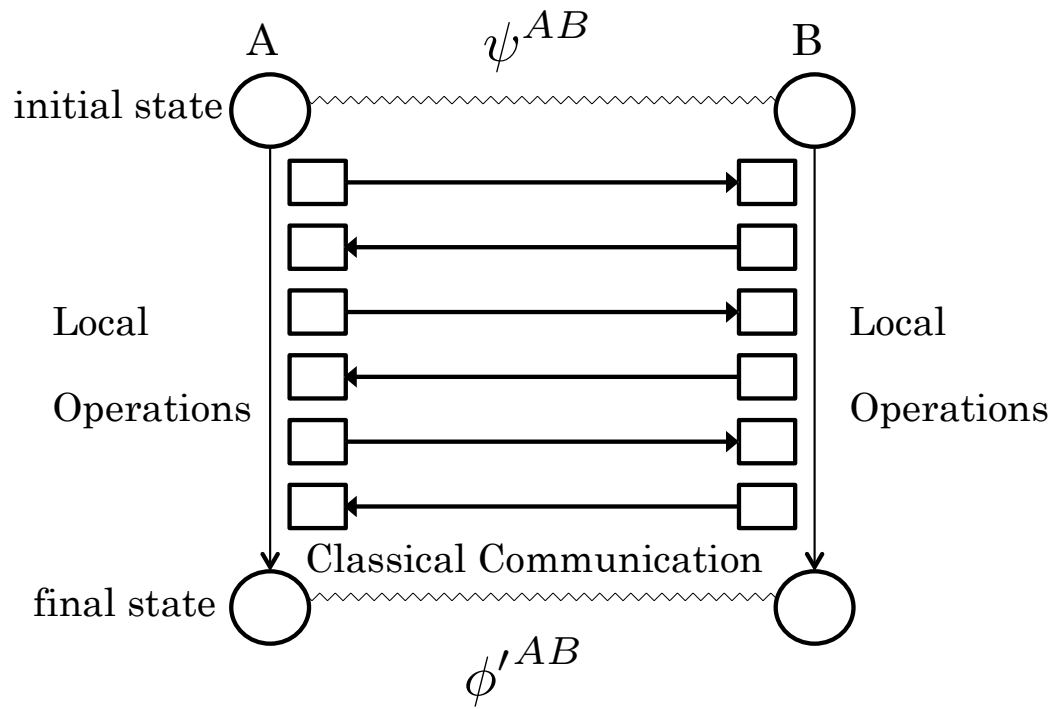 A
ψ^{AB}
B
initial state
Local
Operations
Local
Operations
Classical Communication
final state
ϕ'^{AB}